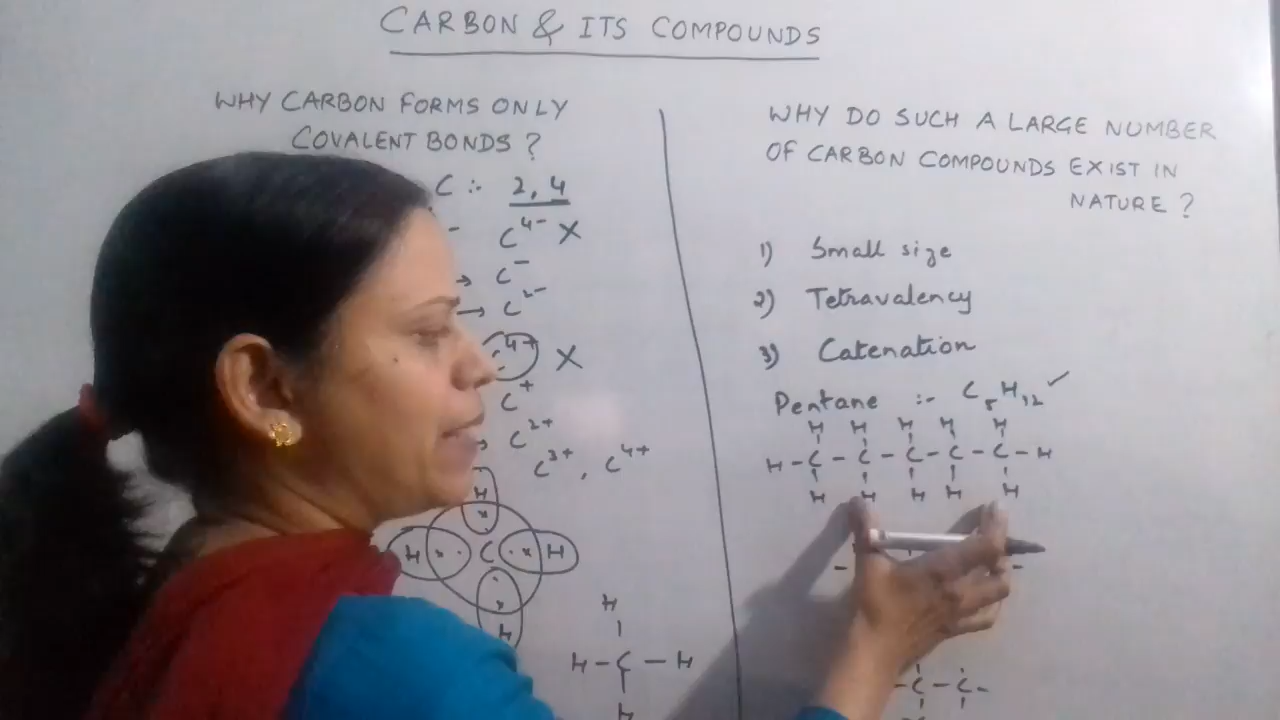 CARBON & ITS COMPOUNDS
WHY CARBON FORMS ONLY
COVALENT BONDS ?
C :- 2, 4
- C⁴⁻ X
→ C⁻
→ C²⁻
C⁴⁺ X
C⁺
→ C²⁺
C³⁺, C⁴⁺
H
H C H
H
H
H - C - H
H
WHY DO SUCH A LARGE NUMBER
OF CARBON COMPOUNDS EXIST IN
NATURE ?
1) Small size
2) Tetravalency
3) Catenation
Pentane :- C₅H₁₂ ✓
H H H H H
H - C - C - C - C - C - H
H H H H H
- C - C -